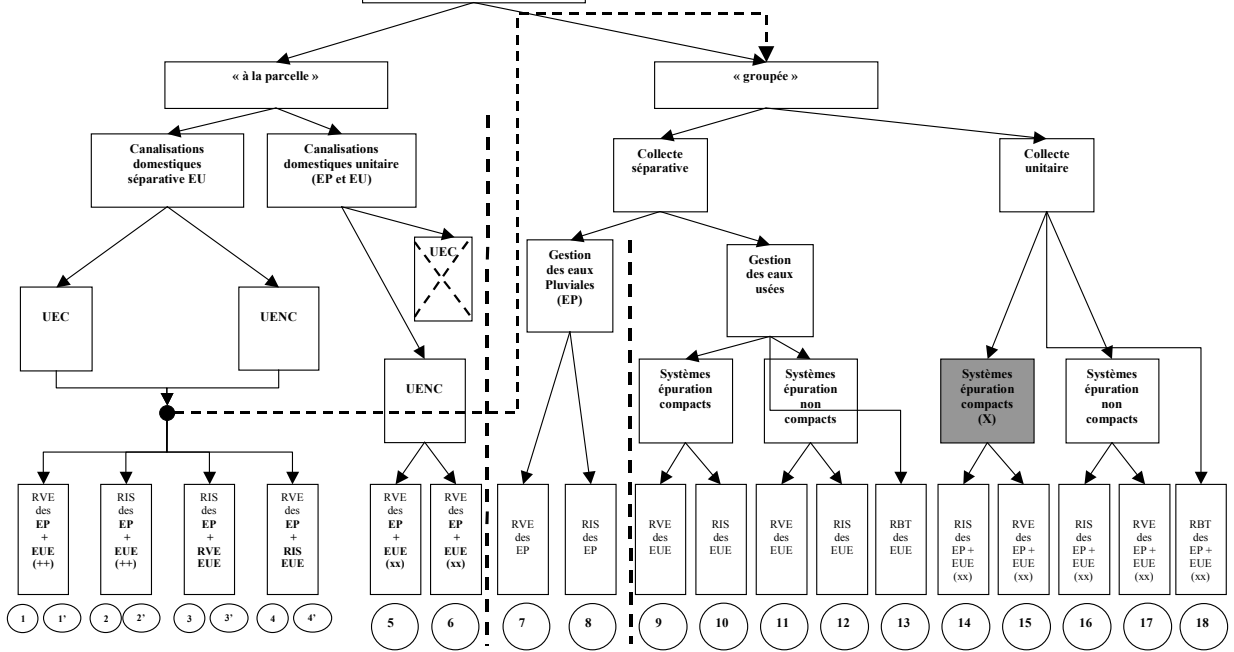 « à la parcelle »
« groupée »
Canalisations
domestiques
séparative EU
Canalisations
domestiques unitaire
(EP et EU)
Collecte
séparative
Collecte
unitaire
UEC
Gestion
des eaux
Pluviales
(EP)
Gestion
des eaux
usées
UEC
UENC
UENC
Systèmes
épuration
compacts
Systèmes
épuration
non
compacts
Systèmes
épuration
compacts
(X)
Systèmes
épuration
non
compacts
RVE
des
EP
+
EUE
(++)
RIS
des
EP
+
EUE
(++)
RIS
des
EP
+
RVE
EUE
RVE
des
EP
+
RIS
EUE
RVE
des
EP
+
EUE
(xx)
RVE
des
EP
+
EUE
(xx)
RVE
des
EP
RIS
des
EP
RVE
des
EUE
RIS
des
EUE
RVE
des
EUE
RIS
des
EUE
RBT
des
EUE
RIS
des
EP +
EUE
(xx)
RVE
des
EP +
EUE
(xx)
RIS
des
EP +
EUE
(xx)
RVE
des
EP +
EUE
(xx)
RBT
des
EP +
EUE
(xx)
1 1' 2 2' 3 3' 4 4' 5 6 7 8 9 10 11 12 13 14 15 16 17 18